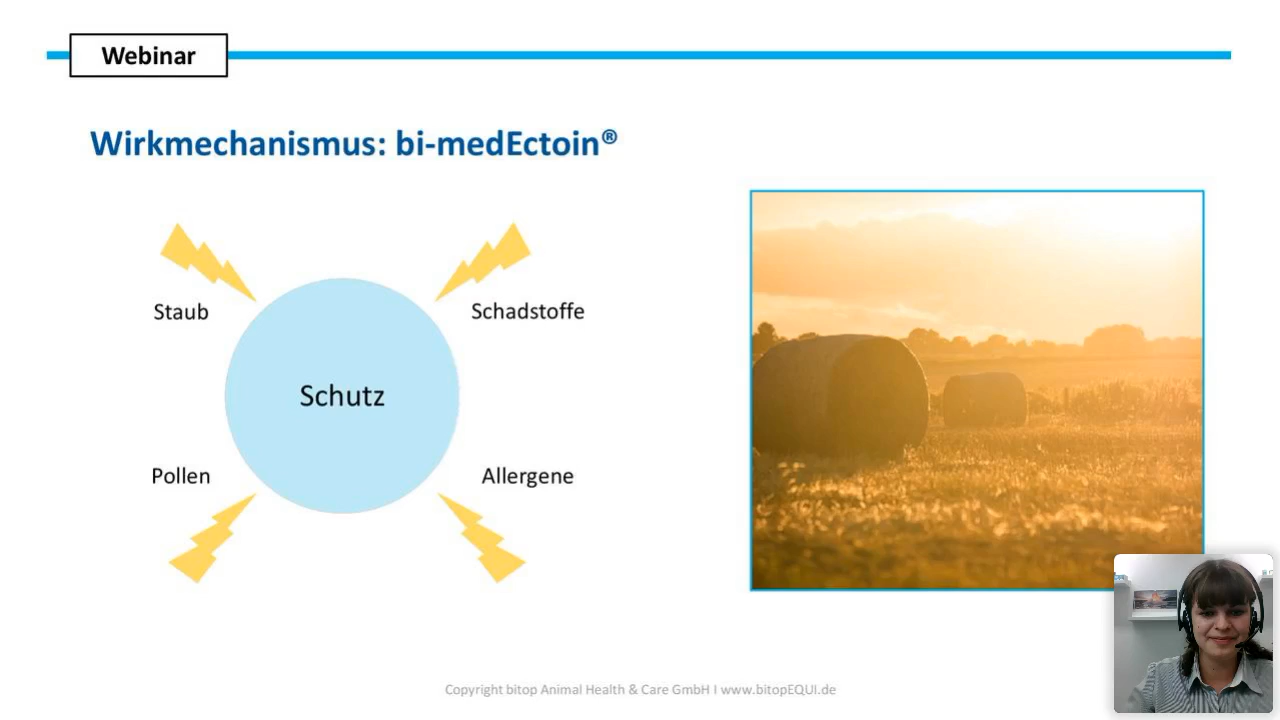 Webinar
Wirkmechanismus: bi-medEctoin®
Staub
Schadstoffe
Schutz
Pollen
Allergene
Copyright bitop Animal Health & Care GmbH I www.bitopEQUI.de